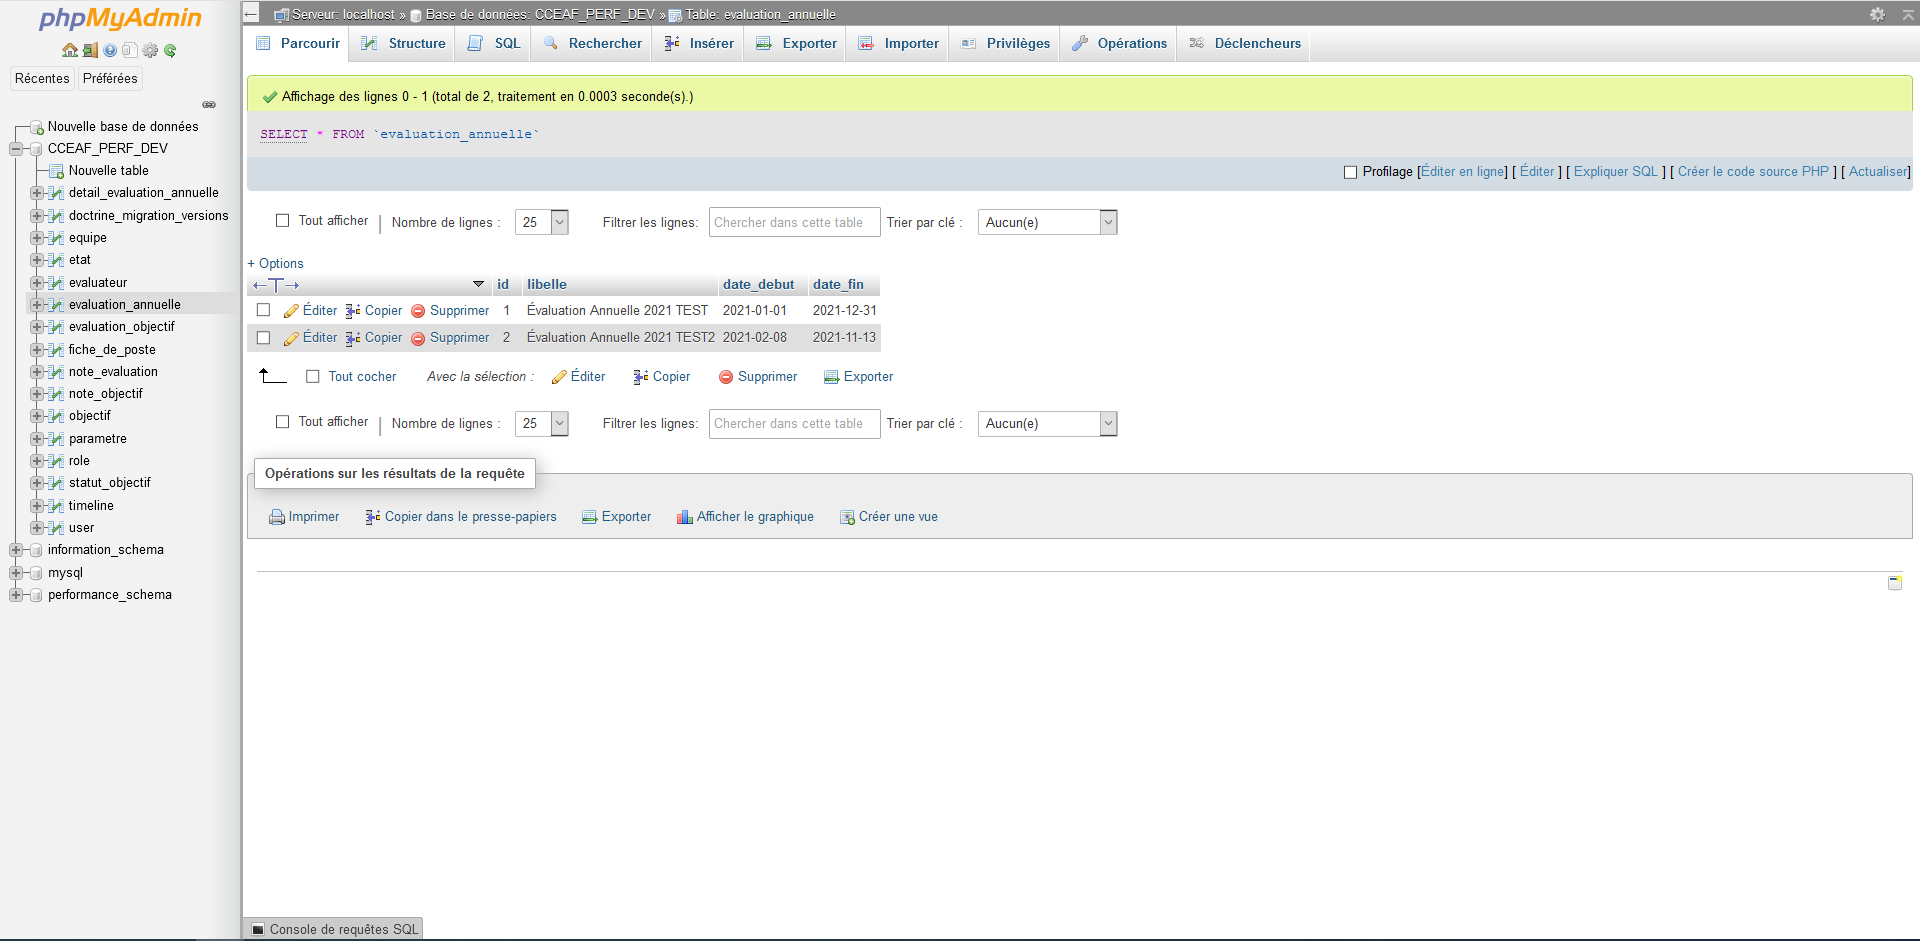 phpMyAdmin
Récentes Préférées
Nouvelle base de données
CCEAF_PERF_DEV
Nouvelle table
detail_evaluation_annuelle
doctrine_migration_versions
equipe
etat
evaluateur
evaluation_annuelle
evaluation_objectif
fiche_de_poste
note_evaluation
note_objectif
objectif
parametre
role
statut_objectif
timeline
user
information_schema
mysql
performance_schema
Serveur: localhost » Base de données: CCEAF_PERF_DEV » Table: evaluation_annuelle
Parcourir Structure SQL Rechercher Insérer Exporter Importer Privilèges Opérations Déclencheurs
Affichage des lignes 0 - 1 (total de 2, traitement en 0.0003 seconde(s).)
SELECT * FROM `evaluation_annuelle`
Profilage [Éditer en ligne] [ Éditer ] [ Expliquer SQL ] [ Créer le code source PHP ] [ Actualiser]
Tout afficher | Nombre de lignes : 25 Filtrer les lignes: Chercher dans cette table Trier par clé : Aucun(e)
+ Options
←T→ id libelle date_debut date_fin
Éditer Copier Supprimer 1 Évaluation Annuelle 2021 TEST 2021-01-01 2021-12-31
Éditer Copier Supprimer 2 Évaluation Annuelle 2021 TEST2 2021-02-08 2021-11-13
Tout cocher Avec la sélection : Éditer Copier Supprimer Exporter
Tout afficher | Nombre de lignes : 25 Filtrer les lignes: Chercher dans cette table Trier par clé : Aucun(e)
Opérations sur les résultats de la requête
Imprimer Copier dans le presse-papiers Exporter Afficher le graphique Créer une vue
Console de requêtes SQL